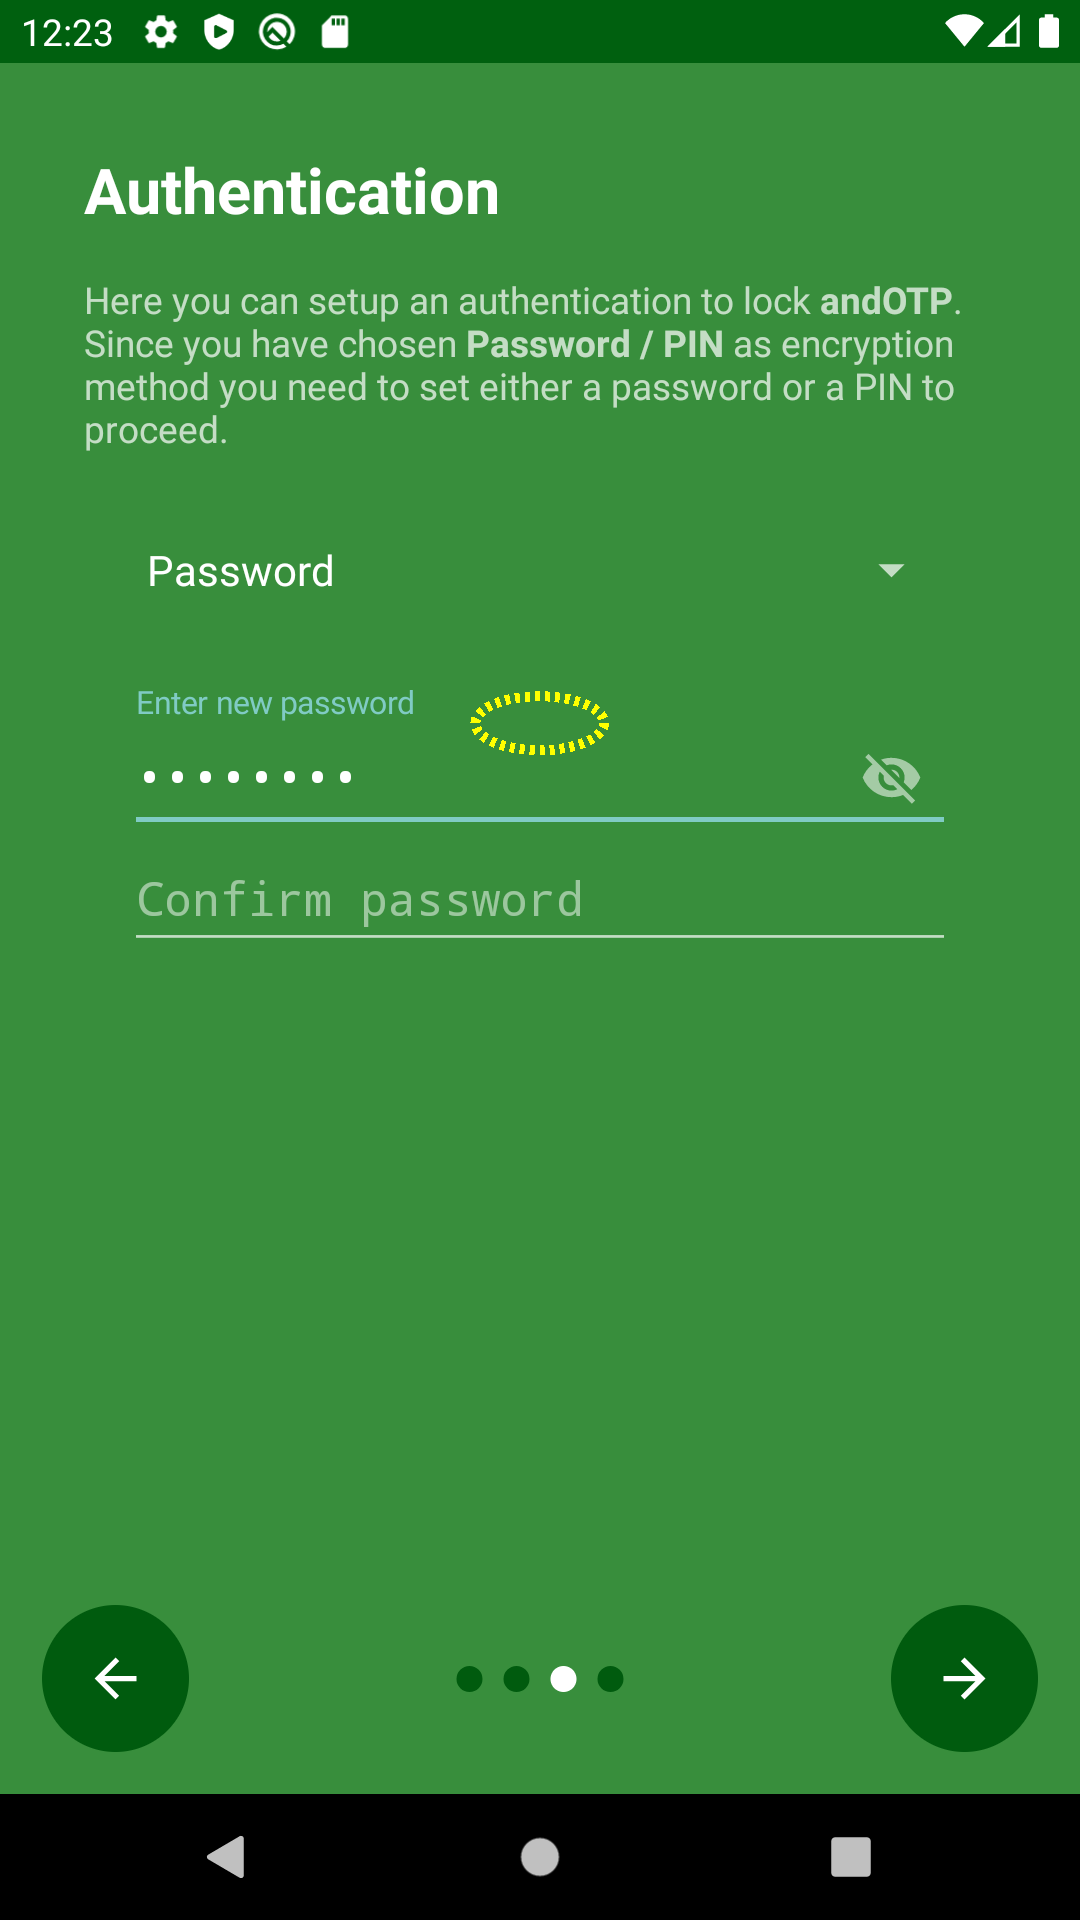 12:23
Authentication
Here you can setup an authentication to lock andOTP.
Since you have chosen Password / PIN as encryption
method you need to set either a password or a PIN to
proceed.
Password
Enter new password
••••••••
Confirm password